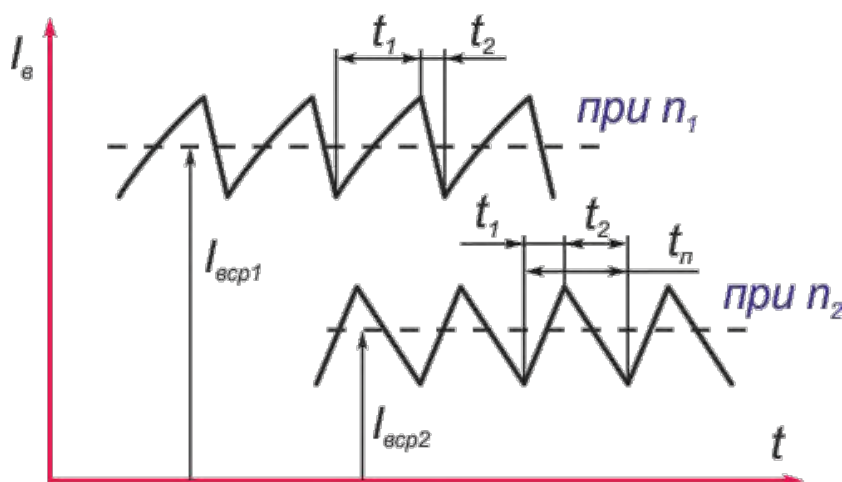 Iв
t1 t2
при n1
Iвср1
t1 t2
tп
при n2
Iвср2
t